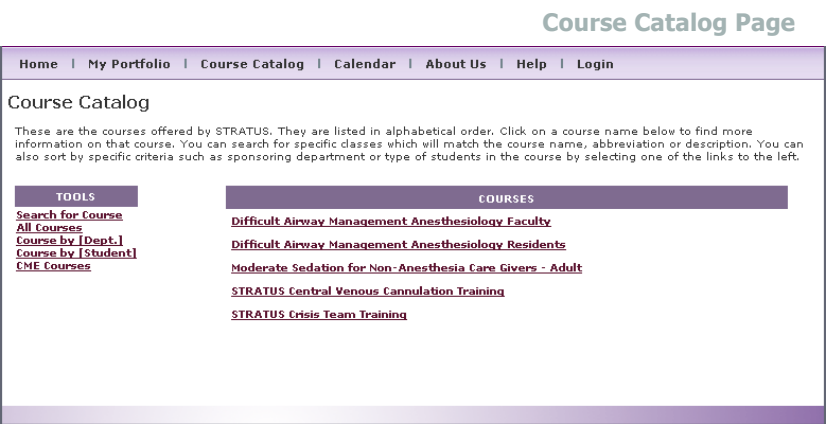 Course Catalog Page
Home | My Portfolio | Course Catalog | Calendar | About Us | Help | Login
Course Catalog
These are the courses offered by STRATUS. They are listed in alphabetical order. Click on a course name below to find more
information on that course. You can search for specific classes which will match the course name, abbreviation or description. You can
also sort by specific criteria such as sponsoring department or type of students in the course by selecting one of the links to the left.
TOOLS
Search for Course
All Courses
Course by [Dept.]
Course by [Student]
CME Courses
COURSES
Difficult Airway Management Anesthesiology Faculty
Difficult Airway Management Anesthesiology Residents
Moderate Sedation for Non-Anesthesia Care Givers - Adult
STRATUS Central Venous Cannulation Training
STRATUS Crisis Team Training